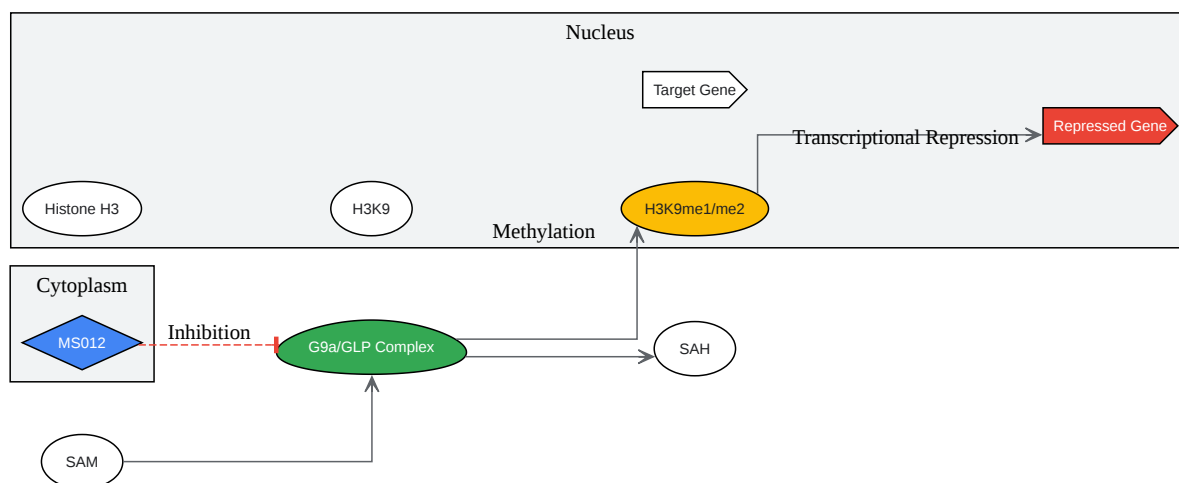 Nucleus
Target Gene
Repressed Gene
Transcriptional Repression
Histone H3
H3K9
H3K9me1/me2
Methylation
Cytoplasm
Inhibition
MS012
G9a/GLP Complex
SAH
SAM